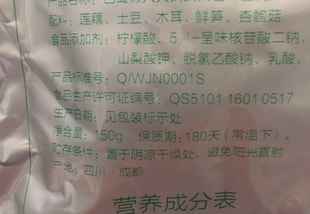 产品名称：
配料：莲藕、土豆、木耳、鲜笋、杏鲍菇
食品添加剂：柠檬酸、5'-呈味核苷酸二钠、
山梨酸钾、脱氢乙酸钠、乳酸、
产品标准号：Q/WJN0001S
食品生产许可证编号：QS5101 1601 0517
生产日期：见包装标示处
净含量：150g 保质期：180天(常温下)。
贮存条件：置于阴凉干燥处、避免阳光直射
产地：四川·成都
营养成分表